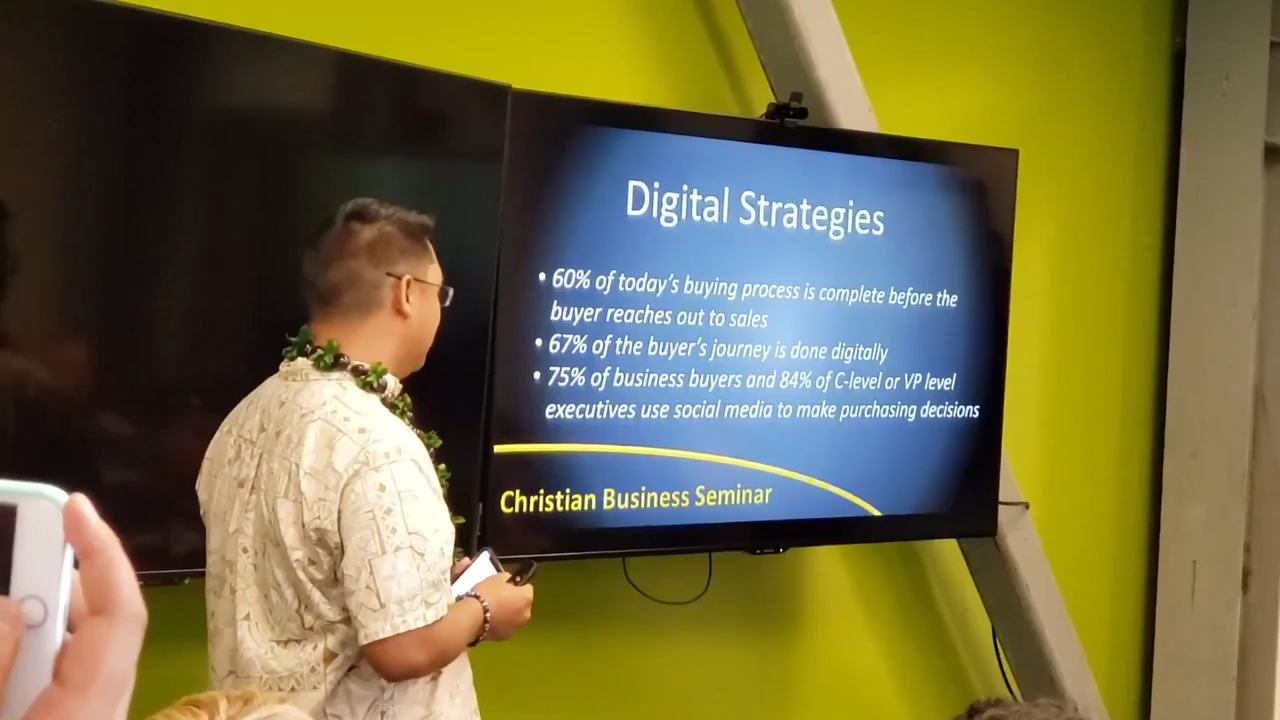 Digital Strategies
• 60% of today's buying process is complete before the
buyer reaches out to sales
• 67% of the buyer's journey is done digitally
• 75% of business buyers and 84% of C-level or VP level
executives use social media to make purchasing decisions
Christian Business Seminar